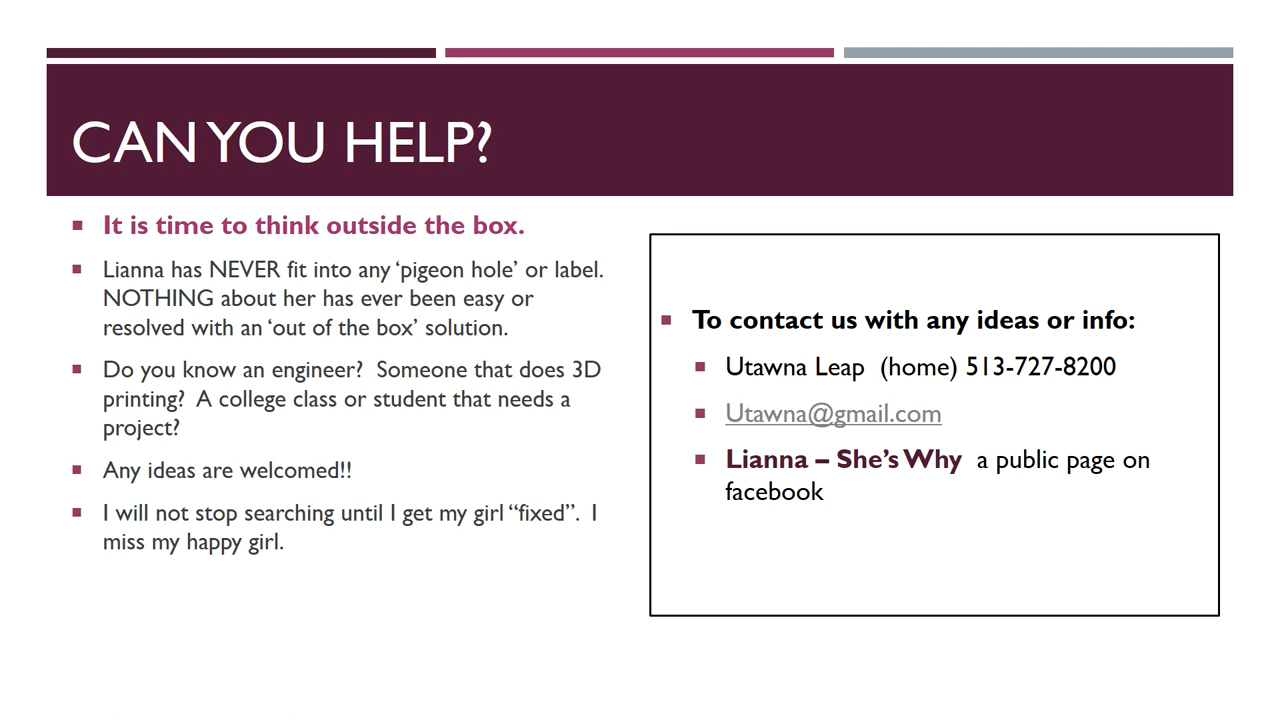 CAN YOU HELP?
It is time to think outside the box.
Lianna has NEVER fit into any ‘pigeon hole’ or label.
NOTHING about her has ever been easy or
resolved with an ‘out of the box’ solution.
Do you know an engineer?  Someone that does 3D
printing?  A college class or student that needs a
project?
Any ideas are welcomed!!
I will not stop searching until I get my girl “fixed”.  I
miss my happy girl.
To contact us with any ideas or info:
Utawna Leap  (home) 513-727-8200
Utawna@gmail.com
Lianna – She’s Why  a public page on
facebook